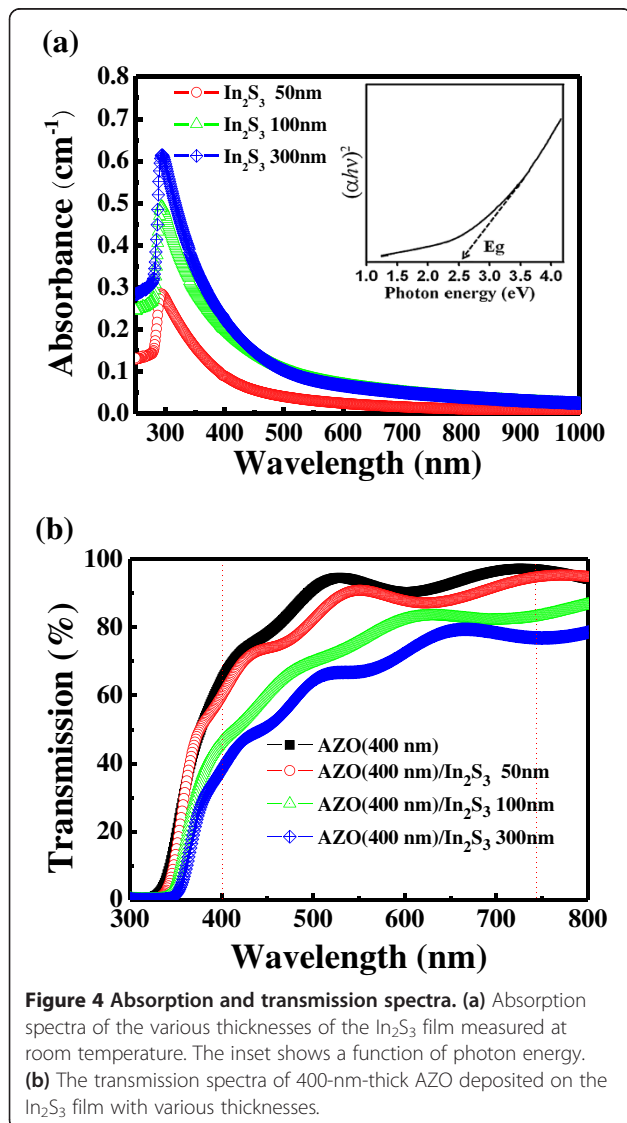 (a)
0.8
0.7
0.6
0.5
0.4
0.3
0.2
0.1
0.0
Absorbance (cm⁻¹)
In₂S₃ 50nm
In₂S₃ 100nm
In₂S₃ 300nm
(αhν)²
Eg
1.0 1.5 2.0 2.5 3.0 3.5 4.0
Photon energy (eV)
300 400 500 600 700 800 900 1000
Wavelength (nm)
(b)
100
80
60
40
20
0
Transmission (%)
AZO(400 nm)
AZO(400 nm)/In₂S₃ 50nm
AZO(400 nm)/In₂S₃ 100nm
AZO(400 nm)/In₂S₃ 300nm
300 400 500 600 700 800
Wavelength (nm)
Figure 4 Absorption and transmission spectra. (a) Absorption
spectra of the various thicknesses of the In₂S₃ film measured at
room temperature. The inset shows a function of photon energy.
(b) The transmission spectra of 400-nm-thick AZO deposited on the
In₂S₃ film with various thicknesses.